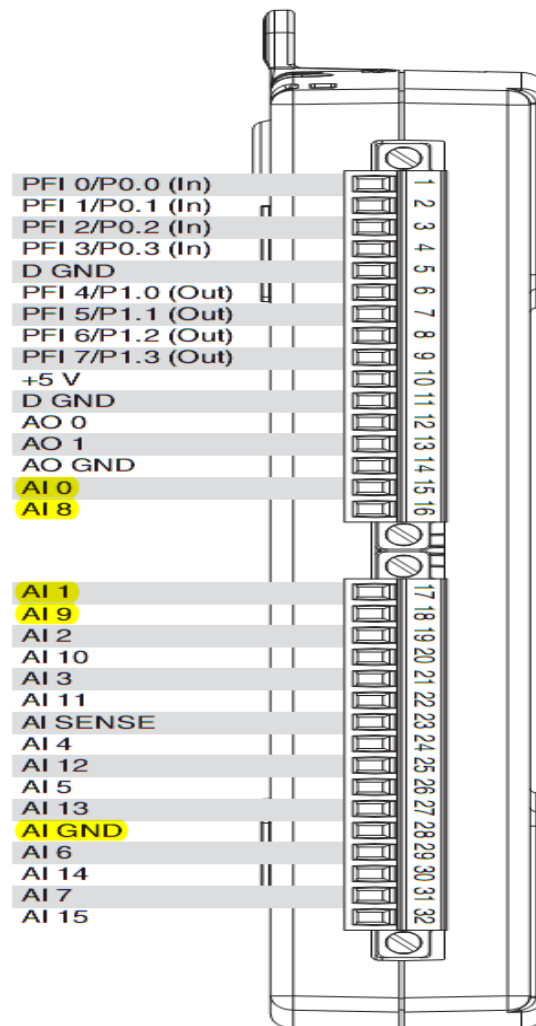 PFI 0/P0.0 (In) 1
PFI 1/P0.1 (In) 2
PFI 2/P0.2 (In) 3
PFI 3/P0.3 (In) 4
D GND 5
PFI 4/P1.0 (Out) 6
PFI 5/P1.1 (Out) 7
PFI 6/P1.2 (Out) 8
PFI 7/P1.3 (Out) 9
+5 V 10
D GND 11
AO 0 12
AO 1 13
AO GND 14
AI 0 15
AI 8 16
AI 1 17
AI 9 18
AI 2 19
AI 10 20
AI 3 21
AI 11 22
AI SENSE 23
AI 4 24
AI 12 25
AI 5 26
AI 13 27
AI GND 28
AI 6 29
AI 14 30
AI 7 31
AI 15 32